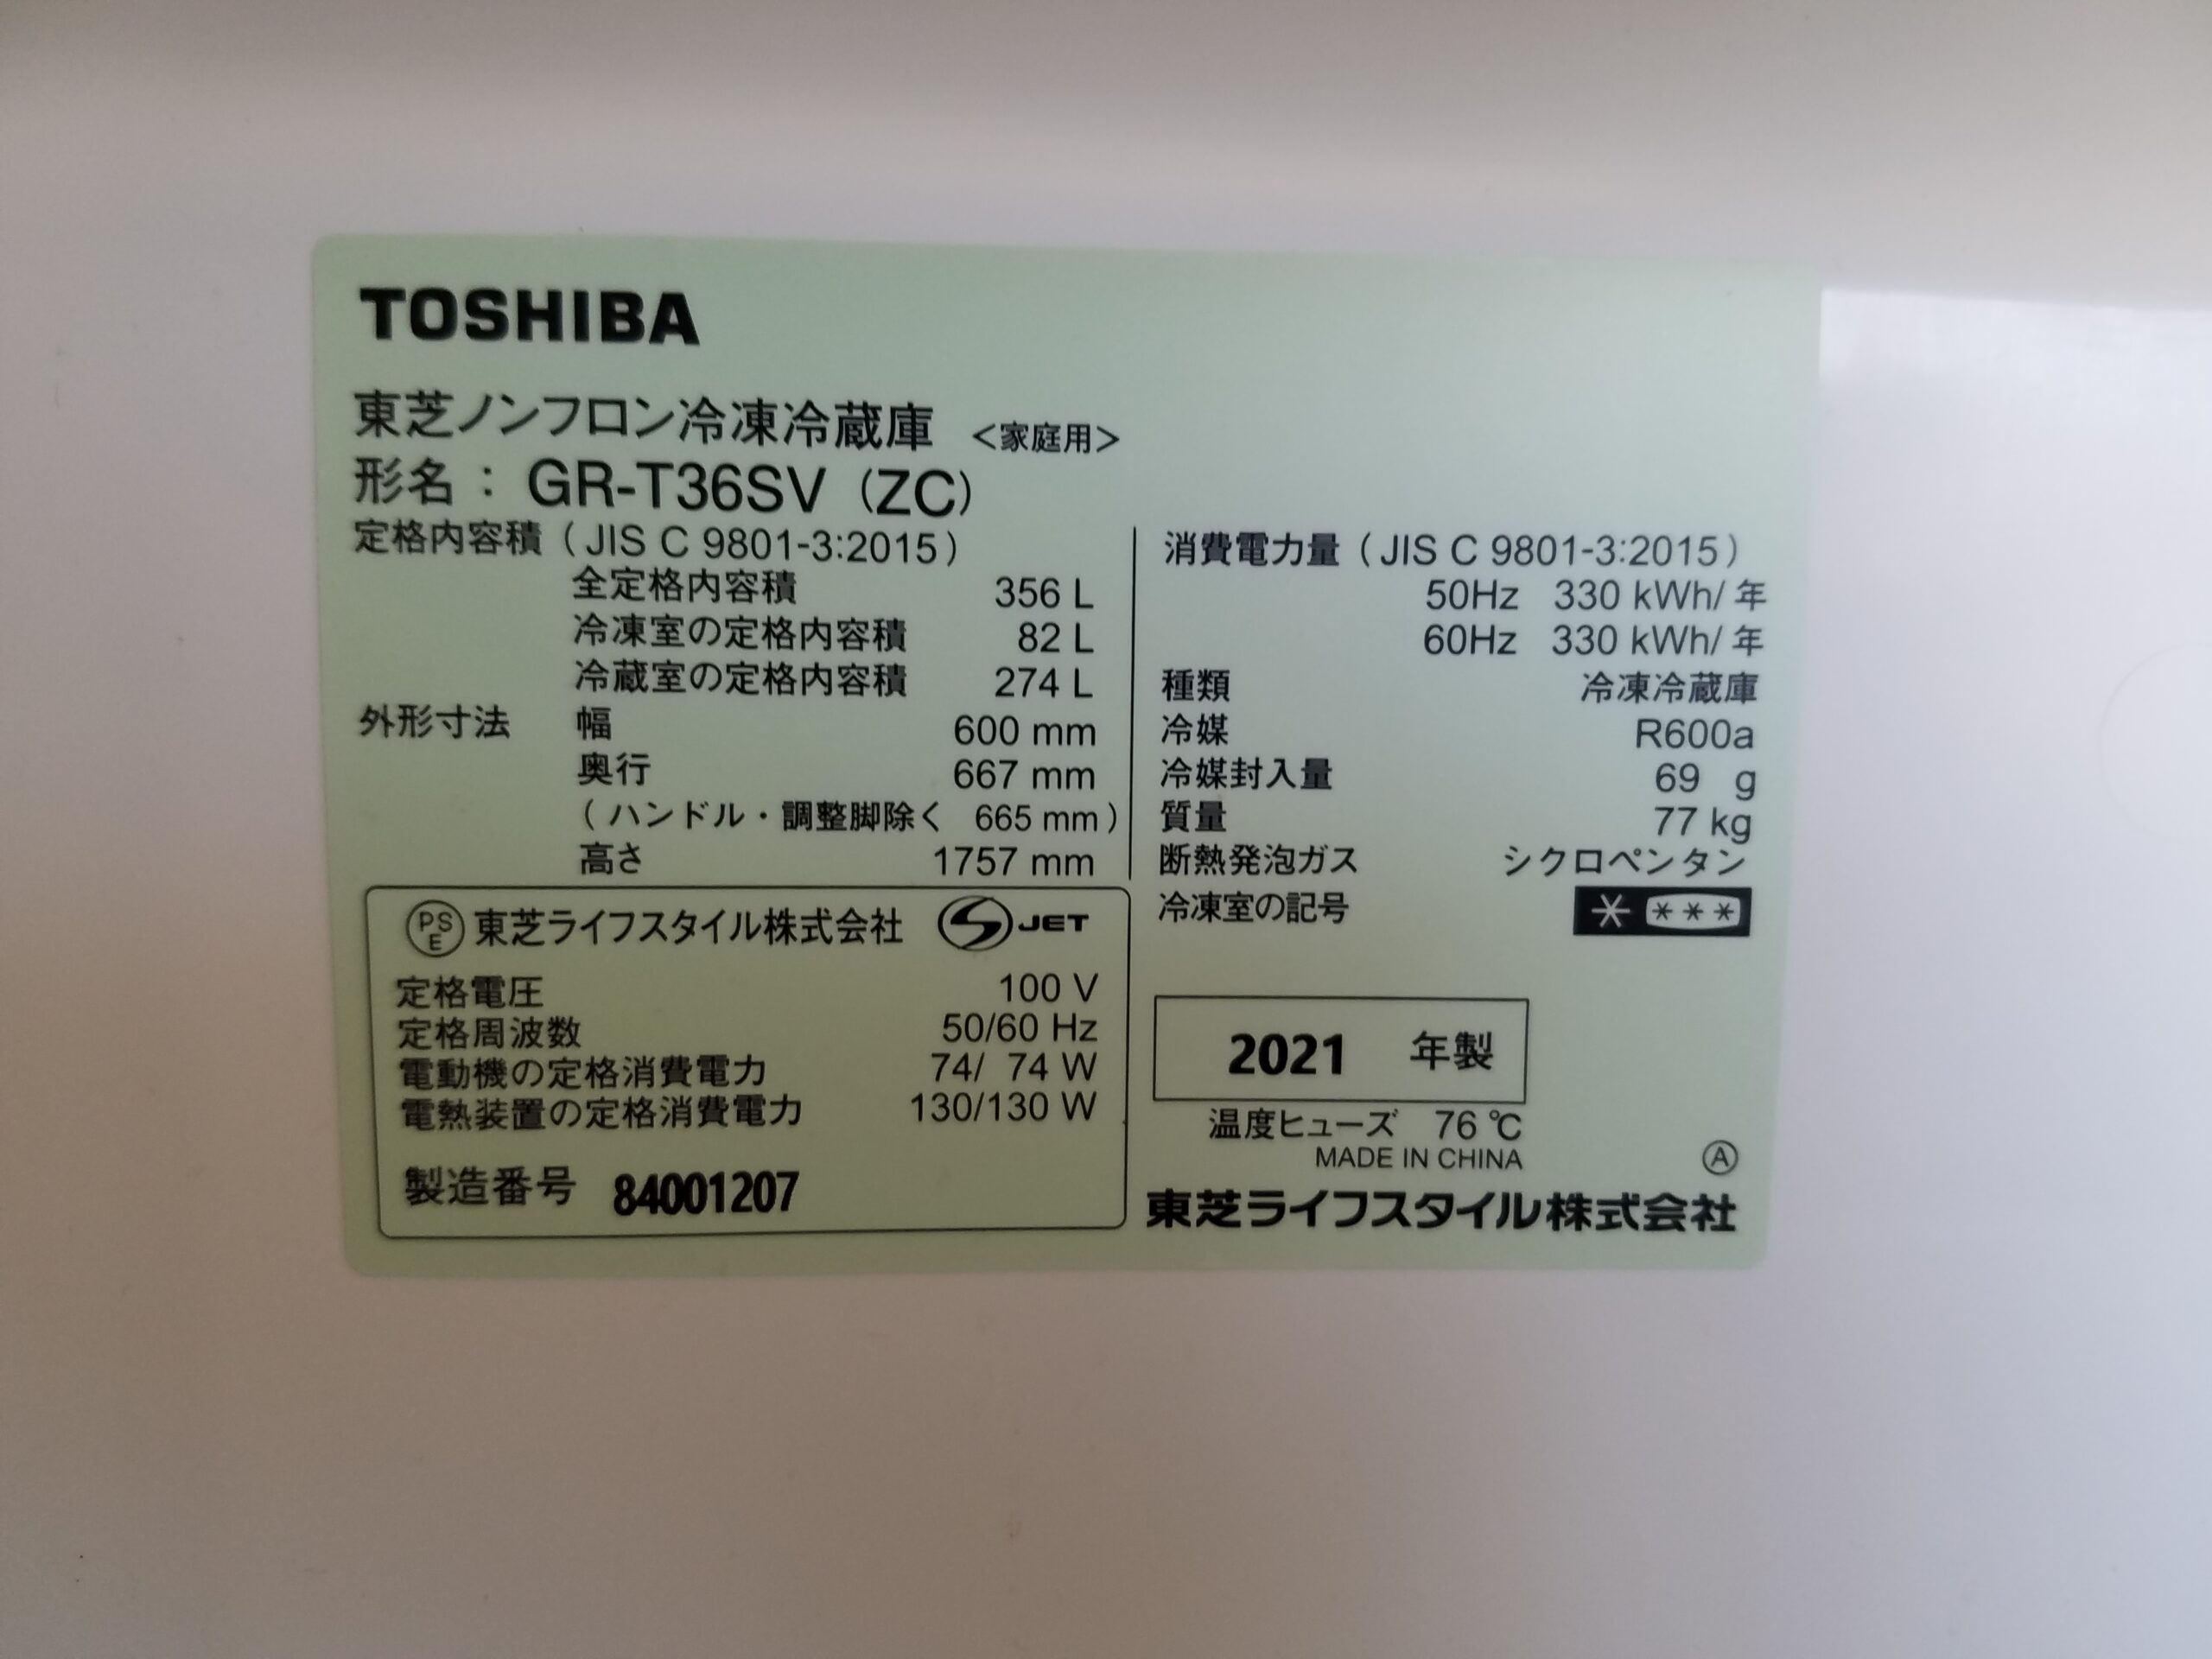 TOSHIBA
東芝ノンフロン冷凍冷蔵庫 <家庭用>
形名 : GR-T36SV (ZC)
定格内容積 (JIS C 9801-3:2015)
全定格内容積 356 L
冷凍室の定格内容積 82 L
冷蔵室の定格内容積 274 L
外形寸法 幅 600 mm
奥行 667 mm
(ハンドル・調整脚除く 665 mm)
高さ 1757 mm
消費電力量 (JIS C 9801-3:2015)
50Hz 330 kWh/年
60Hz 330 kWh/年
種類 冷凍冷蔵庫
冷媒 R600a
冷媒封入量 69 g
質量 77 kg
断熱発泡ガス シクロペンタン
冷凍室の記号 * ***
PS E 東芝ライフスタイル株式会社 S JET
定格電圧 100 V
定格周波数 50/60 Hz
電動機の定格消費電力 74/ 74 W
電熱装置の定格消費電力 130/130 W
製造番号 84001207
2021 年製
温度ヒューズ 76 ℃
MADE IN CHINA
Ⓐ
東芝ライフスタイル株式会社